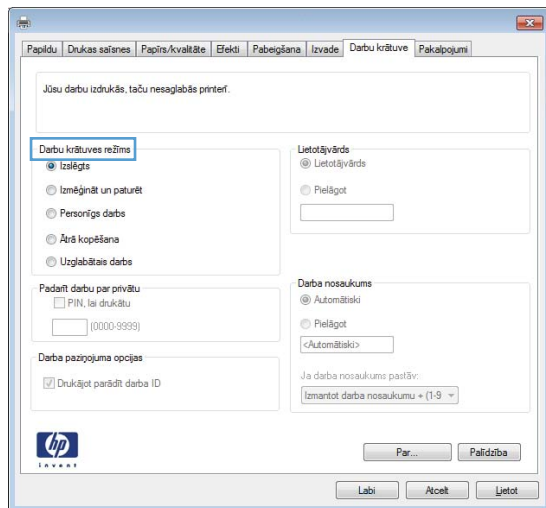 Papildu Drukas saīsnes Papīrs/kvalitāte Efekti Pabeigšana Izvade Darbu krātuve Pakalpojumi
Jūsu darbu izdrukās, taču nesaglabās printerī.
Darbu krātuves režīms
Izslēgts
Izmēģināt un paturēt
Personīgs darbs
Ātrā kopēšana
Uzglabātais darbs
Lietotājvārds
Lietotājvārds
Pielāgot
Padarīt darbu par privātu
PIN, lai drukātu
(0000-9999)
Darba paziņojuma opcijas
Drukājot parādīt darba ID
Darba nosaukums
Automātiski
Pielāgot
<Automātiski>
Ja darba nosaukums pastāv:
Izmantot darba nosaukumu + (1-9
hp
invent
Par... Palīdzība
Labi Atcelt Lietot